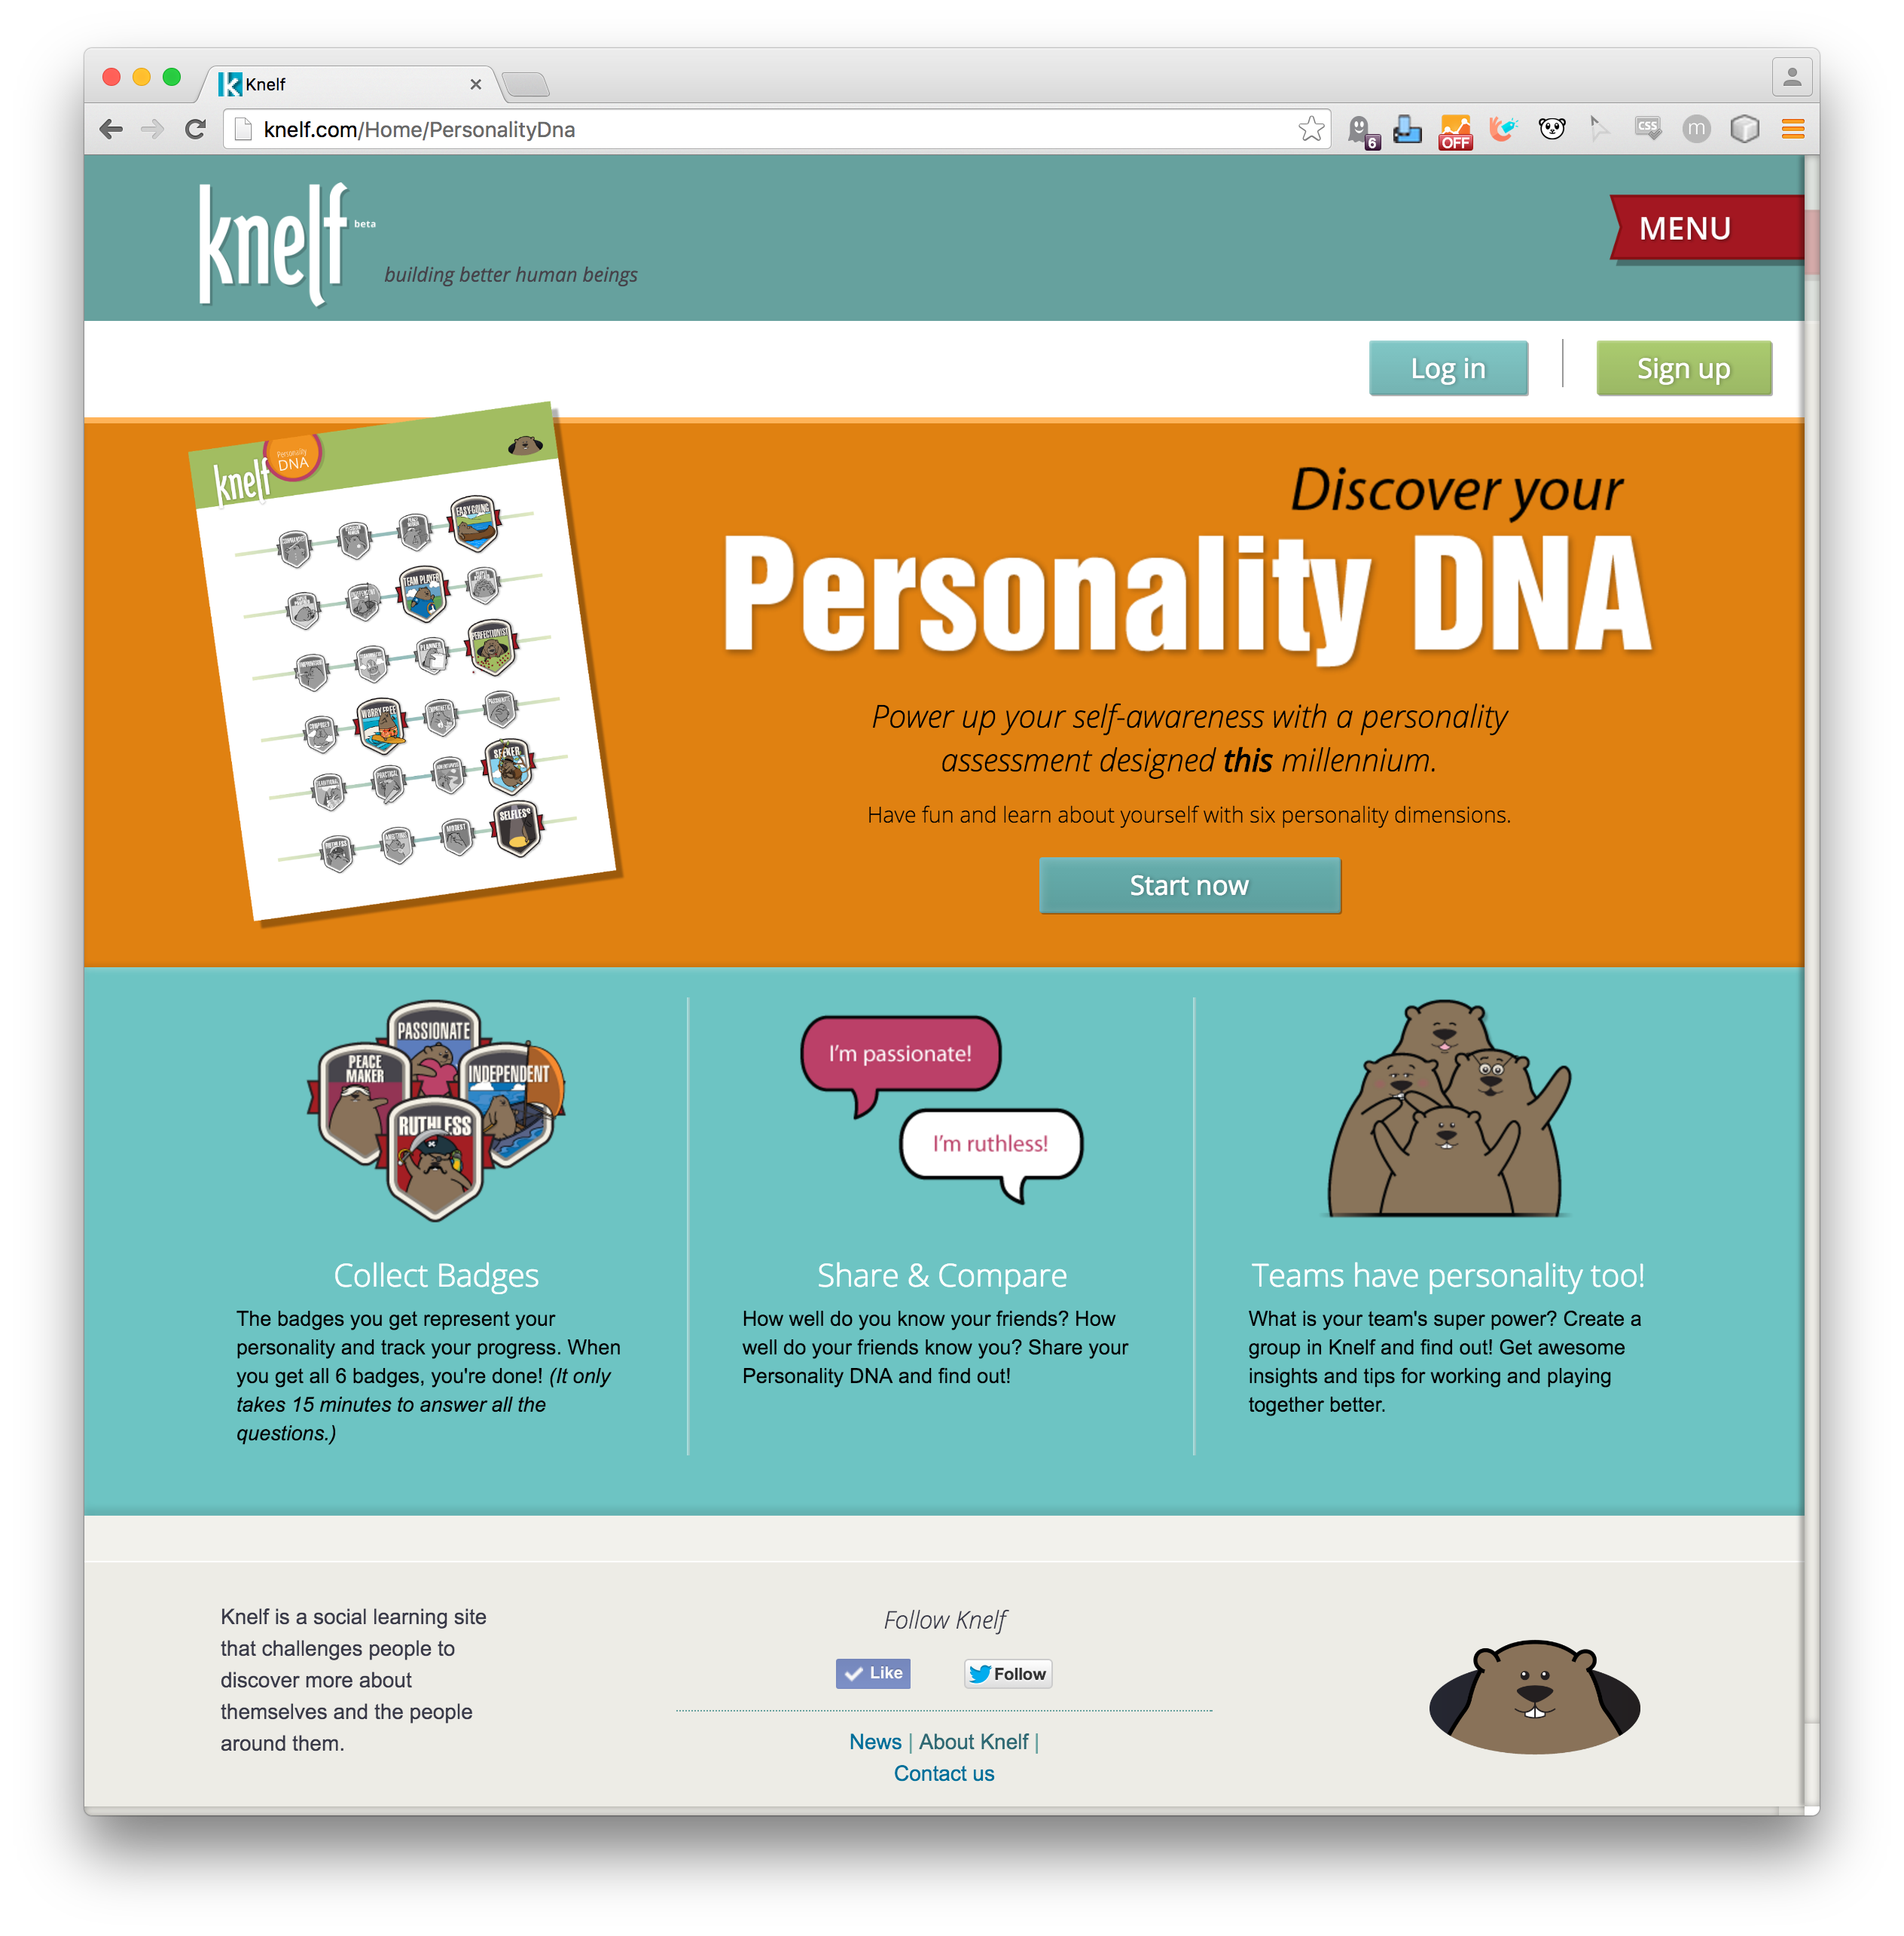 Knelf
knelf.com/Home/PersonalityDna
6
OFF
CSS
m
knelf beta
building better human beings
MENU
Log in
Sign up
knelf
Personality
DNA
EASY-GOING
TEAM PLAYER
PERFECTIONIST
WORRY FREE
SEEKER
SELFLESS
Discover your
Personality DNA
Power up your self-awareness with a personality
assessment designed this millennium.
Have fun and learn about yourself with six personality dimensions.
Start now
PASSIONATE
PEACE
MAKER
INDEPENDENT
RUTHLESS
I'm passionate!
I'm ruthless!
Collect Badges
The badges you get represent your
personality and track your progress. When
you get all 6 badges, you're done! (It only
takes 15 minutes to answer all the
questions.)
Share & Compare
How well do you know your friends? How
well do your friends know you? Share your
Personality DNA and find out!
Teams have personality too!
What is your team's super power? Create a
group in Knelf and find out! Get awesome
insights and tips for working and playing
together better.
Knelf is a social learning site
that challenges people to
discover more about
themselves and the people
around them.
Follow Knelf
Like
Follow
News | About Knelf |
Contact us